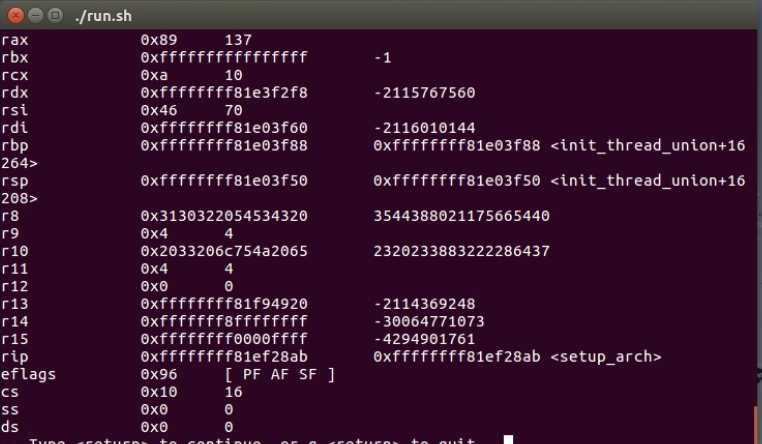 ./run.sh
rax 0x89 137
rbx 0xffffffffffffffff -1
rcx 0xa 10
rdx 0xffffffff81e3f2f8 -2115767560
rsi 0x46 70
rdi 0xffffffff81e03f60 -2116010144
rbp 0xffffffff81e03f88 0xffffffff81e03f88 <init_thread_union+16
264>
rsp 0xffffffff81e03f50 0xffffffff81e03f50 <init_thread_union+16
208>
r8 0x3130322054534320 3544388021175665440
r9 0x4 4
r10 0x2033206c754a2065 2320233883222286437
r11 0x4 4
r12 0x0 0
r13 0xffffffff81f94920 -2114369248
r14 0xfffffff8ffffffff -30064771073
r15 0xffffffff0000ffff -4294901761
rip 0xffffffff81ef28ab 0xffffffff81ef28ab <setup_arch>
eflags 0x96 [ PF AF SF ]
cs 0x10 16
ss 0x0 0
ds 0x0 0
---Type <return> to continue, or q <return> to quit---